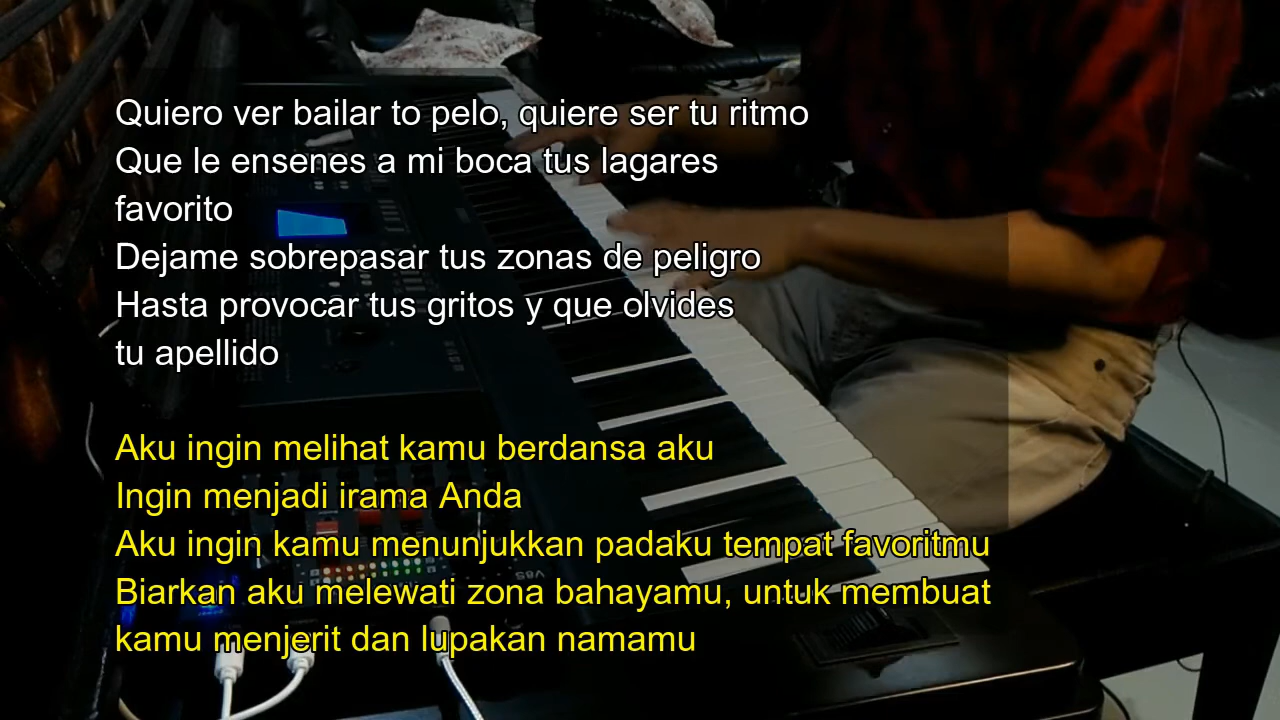 Quiero ver bailar to pelo, quiere ser tu ritmo
Que le ensenes a mi boca tus lagares
favorito
Dejame sobrepasar tus zonas de peligro
Hasta provocar tus gritos y que olvides
tu apellido
Aku ingin melihat kamu berdansa aku
Ingin menjadi irama Anda
Aku ingin kamu menunjukkan padaku tempat favoritmu
Biarkan aku melewati zona bahayamu, untuk membuat
kamu menjerit dan lupakan namamu